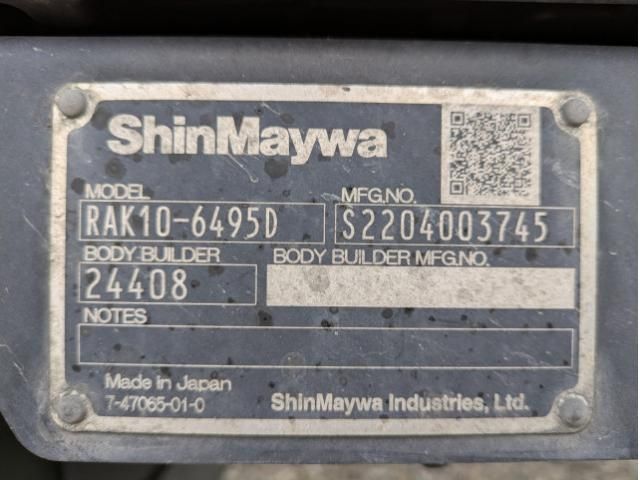 ShinMaywa
MODEL MFG.NO.
RAK10-6495D S2204003745
BODY BUILDER BODY BUILDER MFG.NO.
24408
NOTES
Made in Japan
7-47065-01-0 ShinMaywa Industries, Ltd.